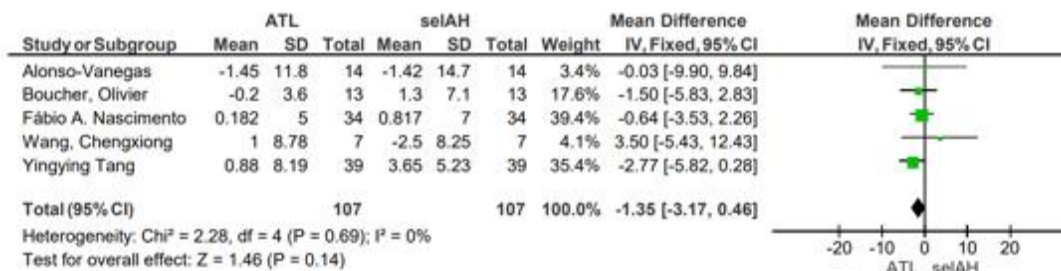 ATL selAH Mean Difference Mean Difference
Study or Subgroup Mean SD Total Mean SD Total Weight IV, Fixed, 95% CI IV, Fixed, 95% CI
Alonso-Vanegas -1.45 11.8 14 -1.42 14.7 14 3.4% -0.03 [-9.90, 9.84]
Boucher, Olivier -0.2 3.6 13 1.3 7.1 13 17.6% -1.50 [-5.83, 2.83]
Fábio A. Nascimento 0.182 5 34 0.817 7 34 39.4% -0.64 [-3.53, 2.26]
Wang, Chengxiong 1 8.78 7 -2.5 8.25 7 4.1% 3.50 [-5.43, 12.43]
Yingying Tang 0.88 8.19 39 3.65 5.23 39 35.4% -2.77 [-5.82, 0.28]
Total (95% CI) 107 107 100.0% -1.35 [-3.17, 0.46]
Heterogeneity: Chi² = 2.28, df = 4 (P = 0.69); I² = 0%
Test for overall effect: Z = 1.46 (P = 0.14)
-20 -10 0 10 20
ATL selAH